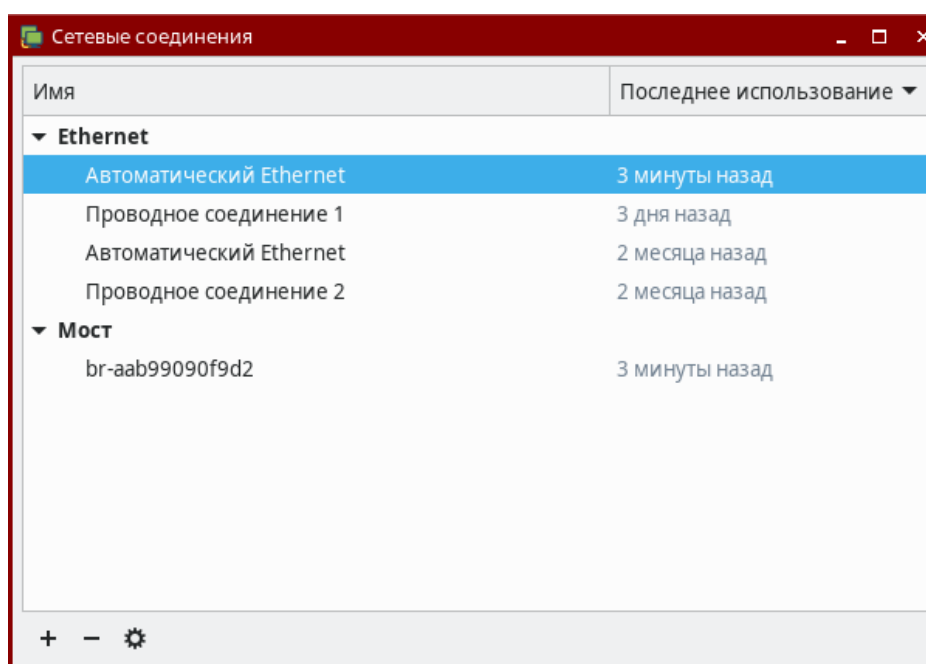 Сетевые соединения
Имя Последнее использование
Ethernet
Автоматический Ethernet 3 минуты назад
Проводное соединение 1 3 дня назад
Автоматический Ethernet 2 месяца назад
Проводное соединение 2 2 месяца назад
Мост
br-aab99090f9d2 3 минуты назад